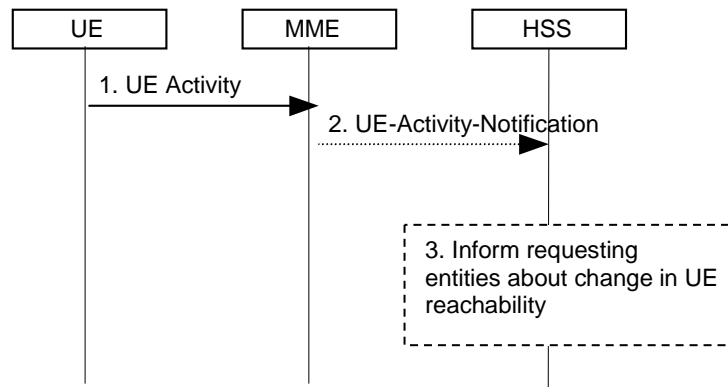 UE
MME
HSS
1. UE Activity
2. UE-Activity-Notification
3. Inform requesting
entities about change in UE
reachability